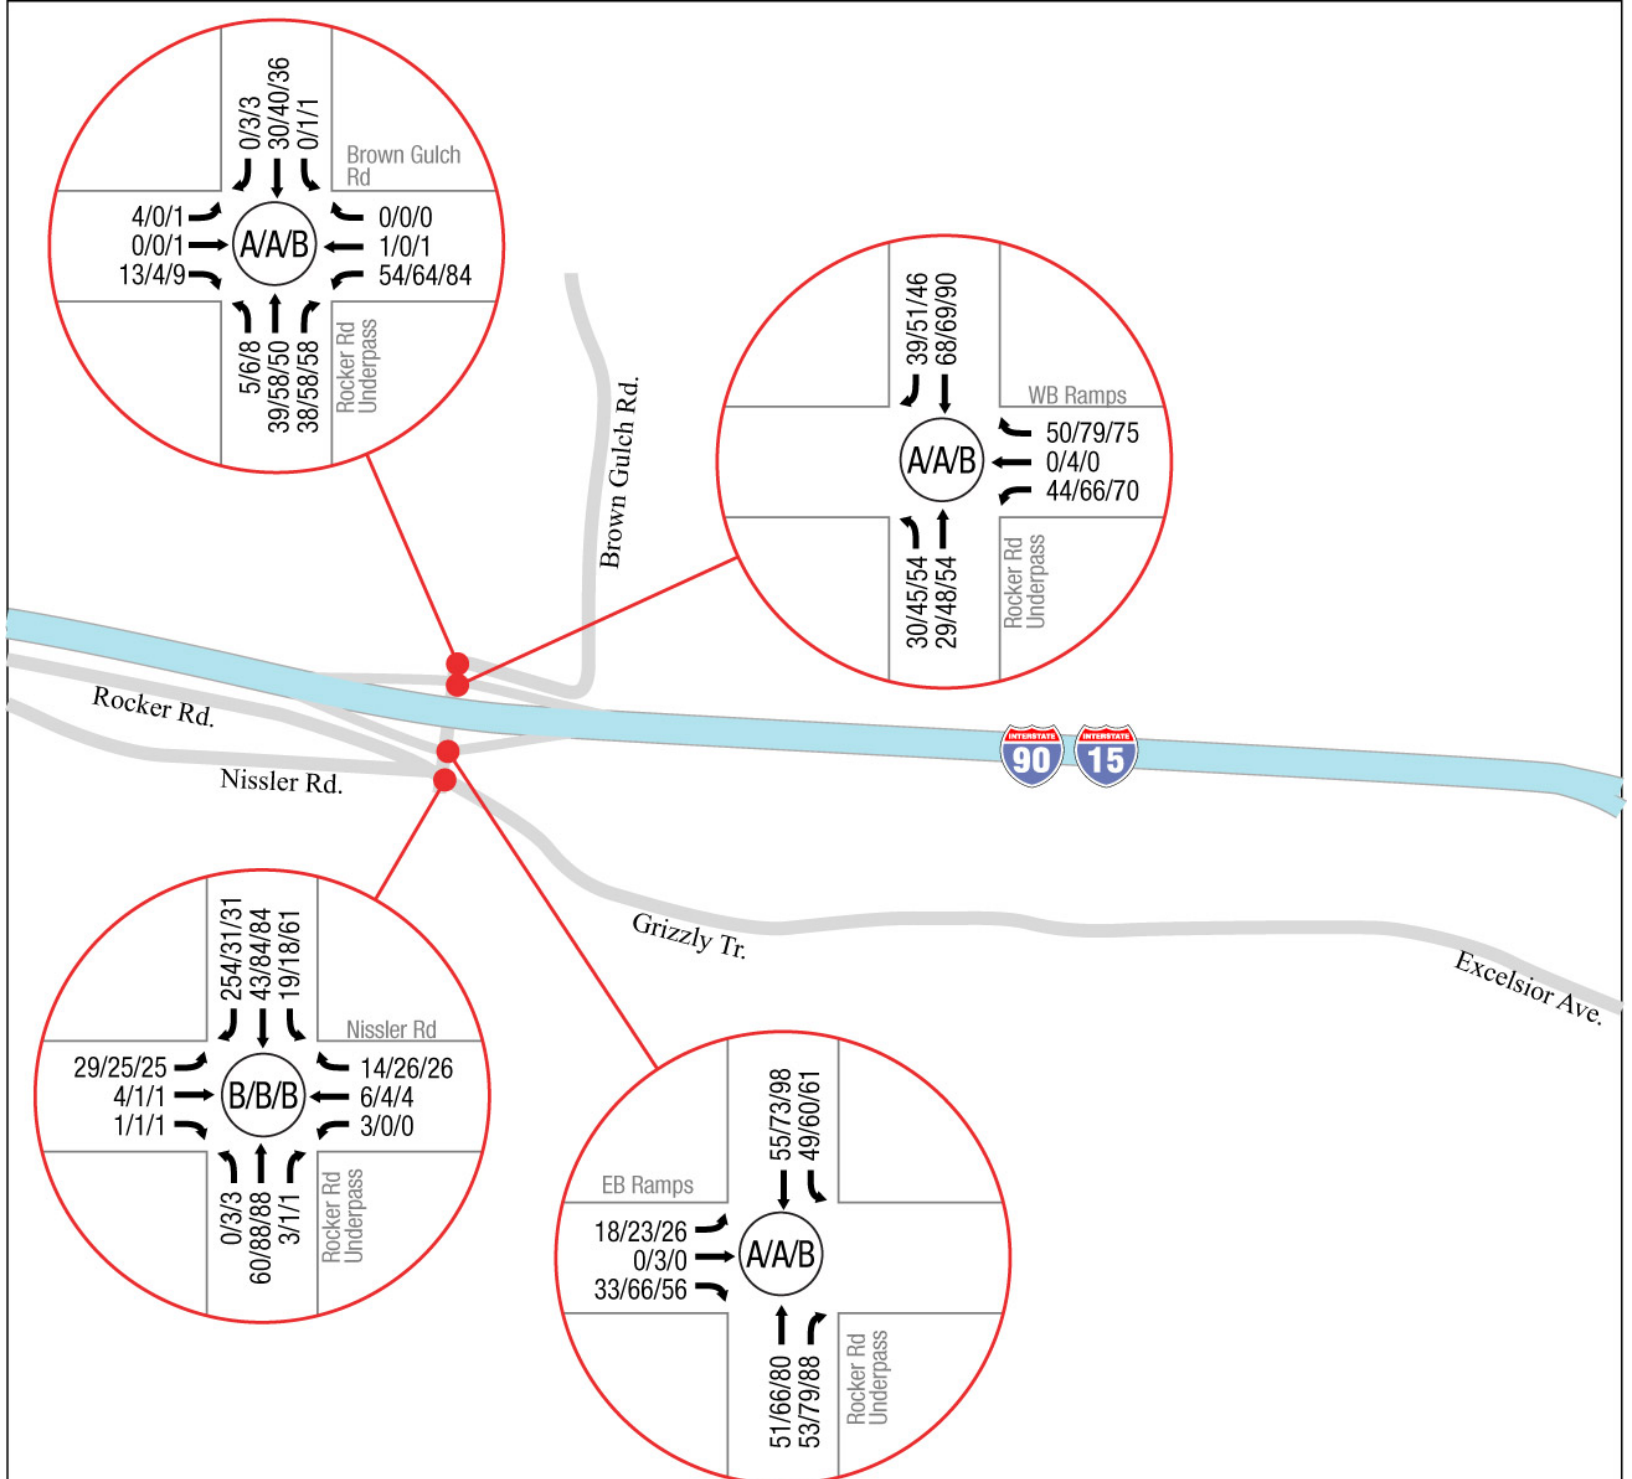 0/3/3
30/40/36
0/1/1
Brown Gulch
Rd
4/0/1
0/0/1
13/4/9
A/A/B
0/0/0
1/0/1
54/64/84
5/6/8
39/58/50
38/58/58
Rocker Rd
Underpass
39/51/46
68/69/90
WB Ramps
A/A/B
50/79/75
0/4/0
44/66/70
30/45/54
29/48/54
Rocker Rd
Underpass
Brown Gulch Rd.
Rocker Rd.
Nissler Rd.
INTERSTATE
90
INTERSTATE
15
Grizzly Tr.
Excelsior Ave.
254/31/31
43/84/84
19/18/61
Nissler Rd
29/25/25
4/1/1
1/1/1
B/B/B
14/26/26
6/4/4
3/0/0
0/3/3
60/88/88
3/1/1
Rocker Rd
Underpass
55/73/98
49/60/61
EB Ramps
18/23/26
0/3/0
33/66/56
A/A/B
51/66/80
53/79/88
Rocker Rd
Underpass